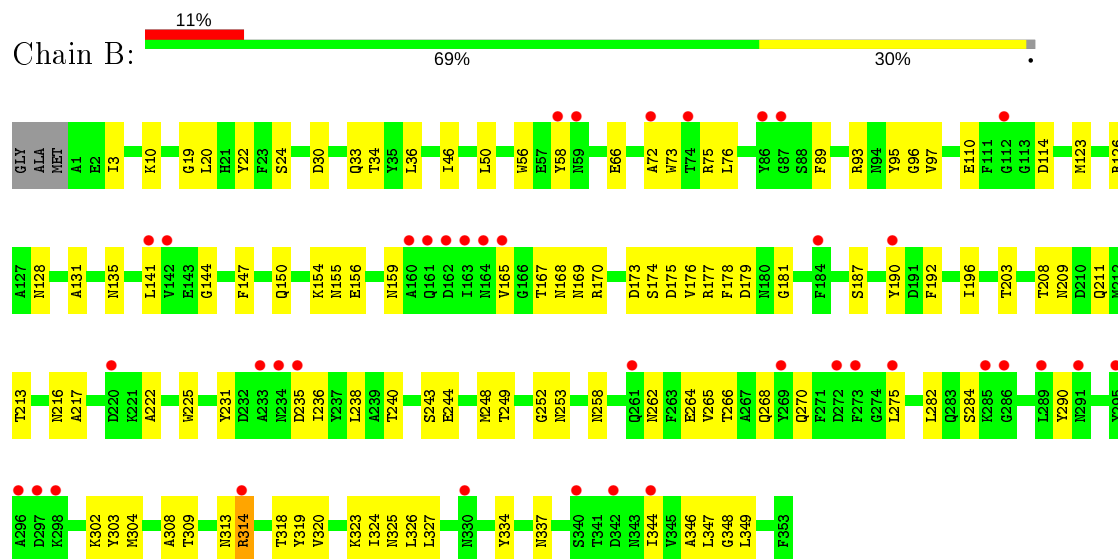 11%
Chain B:
69% 30% •
GLY ALA MET A1 E2 I3 K10 G19 L20 H21 Y22 F23 S24 D30 Q33 T34 Y35 L36 I46 L50 W56 E57 Y58 N59 E66 A72 W73 T74 R75 L76 Y86 G87 S88 F89 R93 N94 Y95 G96 V97 E110 F111 G112 G113 D114 M123 R126
A127 N128 A131 N135 L141 V142 E143 G144 F147 Q150 K154 N155 E156 N159 A160 Q161 D162 I163 N164 V165 G166 T167 N168 N169 R170 D173 S174 D175 V176 R177 F178 D179 N180 G181 F184 S187 Y190 D191 F192 I196 T203 T208 N209 D210 Q211 M212
T213 N216 A217 D220 K221 A222 W225 Y231 D232 A233 N234 D235 I236 Y237 L238 A239 T240 S243 E244 M248 T249 G252 N253 N258 Q261 N262 F263 E264 V265 T266 A267 Q268 Y269 Q270 F271 D272 F273 G274 L275 L282 Q283 S284 K285 G286 L289 Y290 N291 Y295
A296 D297 K298 K302 Y303 M304 A308 T309 N313 R314 T318 Y319 V320 K323 I324 N325 L326 L327 N330 Y334 N337 S340 T341 D342 N343 I344 V345 A346 L347 G348 L349 F353